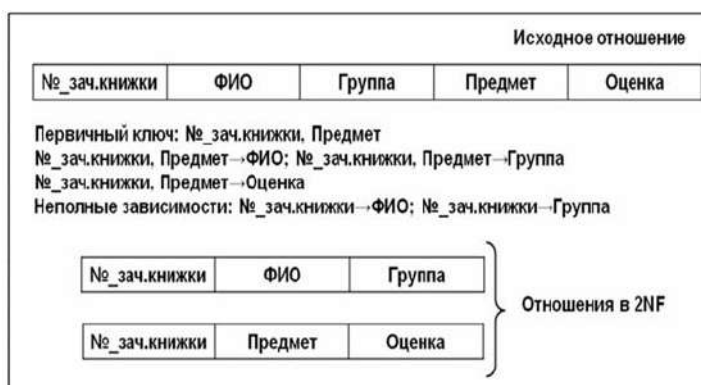 Исходное отношение
№_зач.книжки ФИО Группа Предмет Оценка
Первичный ключ: №_зач.книжки, Предмет
№_зач.книжки, Предмет→ФИО; №_зач.книжки, Предмет→Группа
№_зач.книжки, Предмет→Оценка
Неполные зависимости: №_зач.книжки→ФИО; №_зач.книжки→Группа
№_зач.книжки ФИО Группа
Отношения в 2NF
№_зач.книжки Предмет Оценка